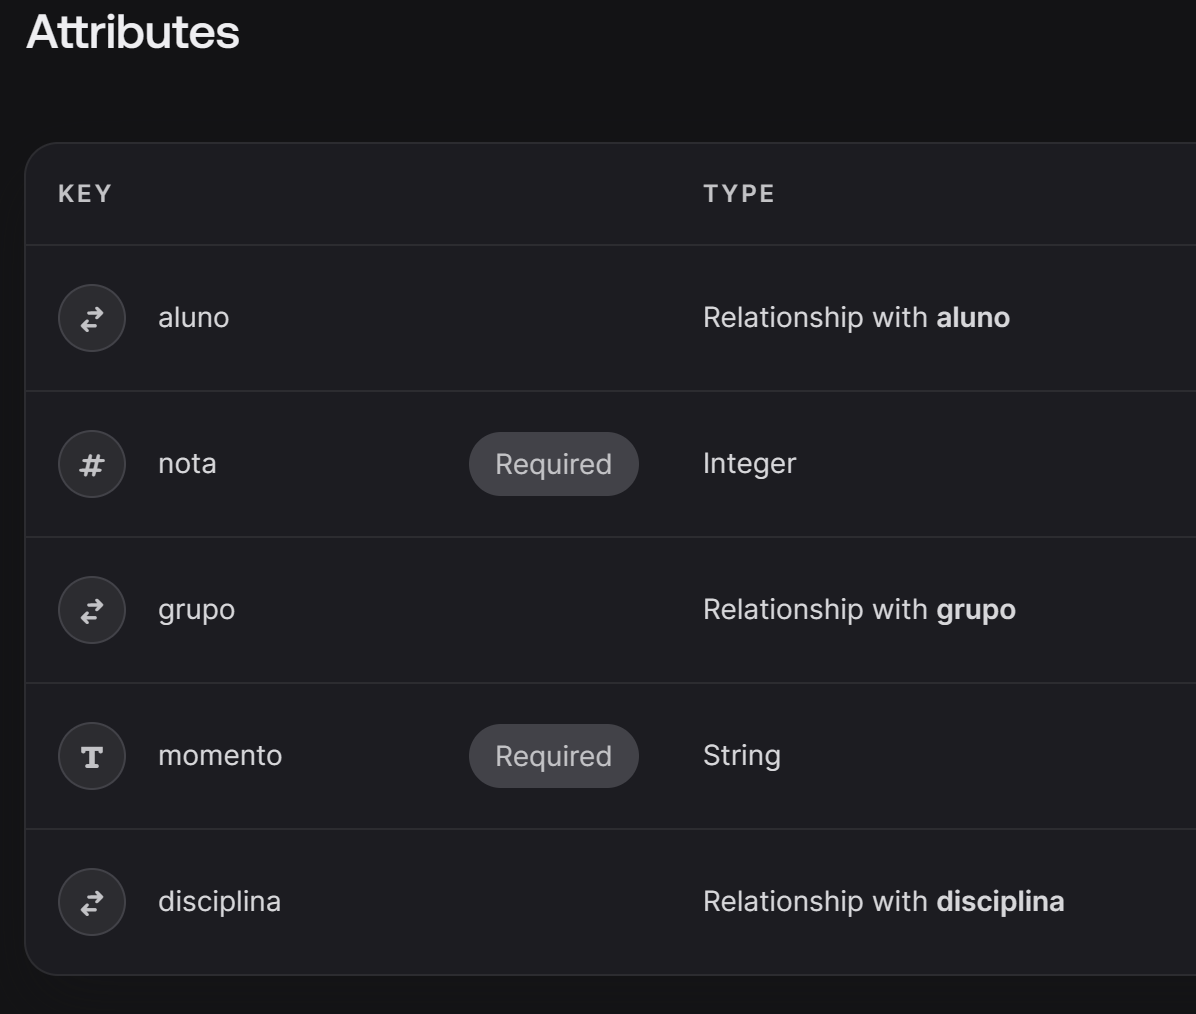 Attributes
KEY TYPE
aluno Relationship with aluno
nota Required Integer
grupo Relationship with grupo
momento Required String
disciplina Relationship with disciplina